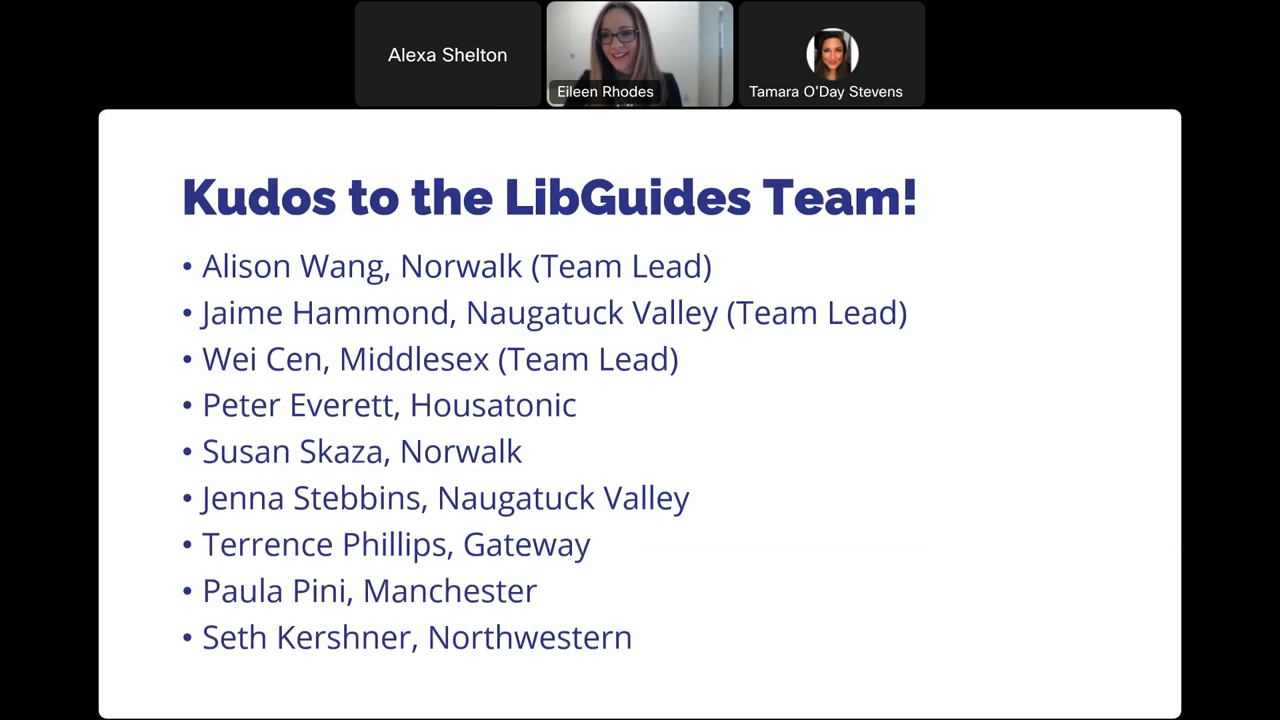 Alexa Shelton
Eileen Rhodes
Tamara O'Day Stevens
Kudos to the LibGuides Team!
• Alison Wang, Norwalk (Team Lead)
• Jaime Hammond, Naugatuck Valley (Team Lead)
• Wei Cen, Middlesex (Team Lead)
• Peter Everett, Housatonic
• Susan Skaza, Norwalk
• Jenna Stebbins, Naugatuck Valley
• Terrence Phillips, Gateway
• Paula Pini, Manchester
• Seth Kershner, Northwestern